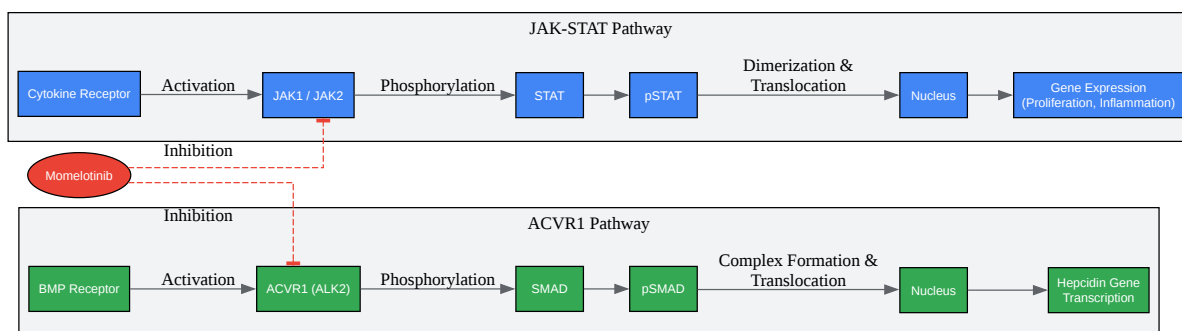 JAK-STAT Pathway
Cytokine Receptor
Activation
JAK1 / JAK2
Phosphorylation
STAT
pSTAT
Dimerization &
Translocation
Nucleus
Gene Expression
(Proliferation, Inflammation)
Inhibition
Momelotinib
Inhibition
ACVR1 Pathway
BMP Receptor
Activation
ACVR1 (ALK2)
Phosphorylation
SMAD
pSMAD
Complex Formation &
Translocation
Nucleus
Hepcidin Gene
Transcription